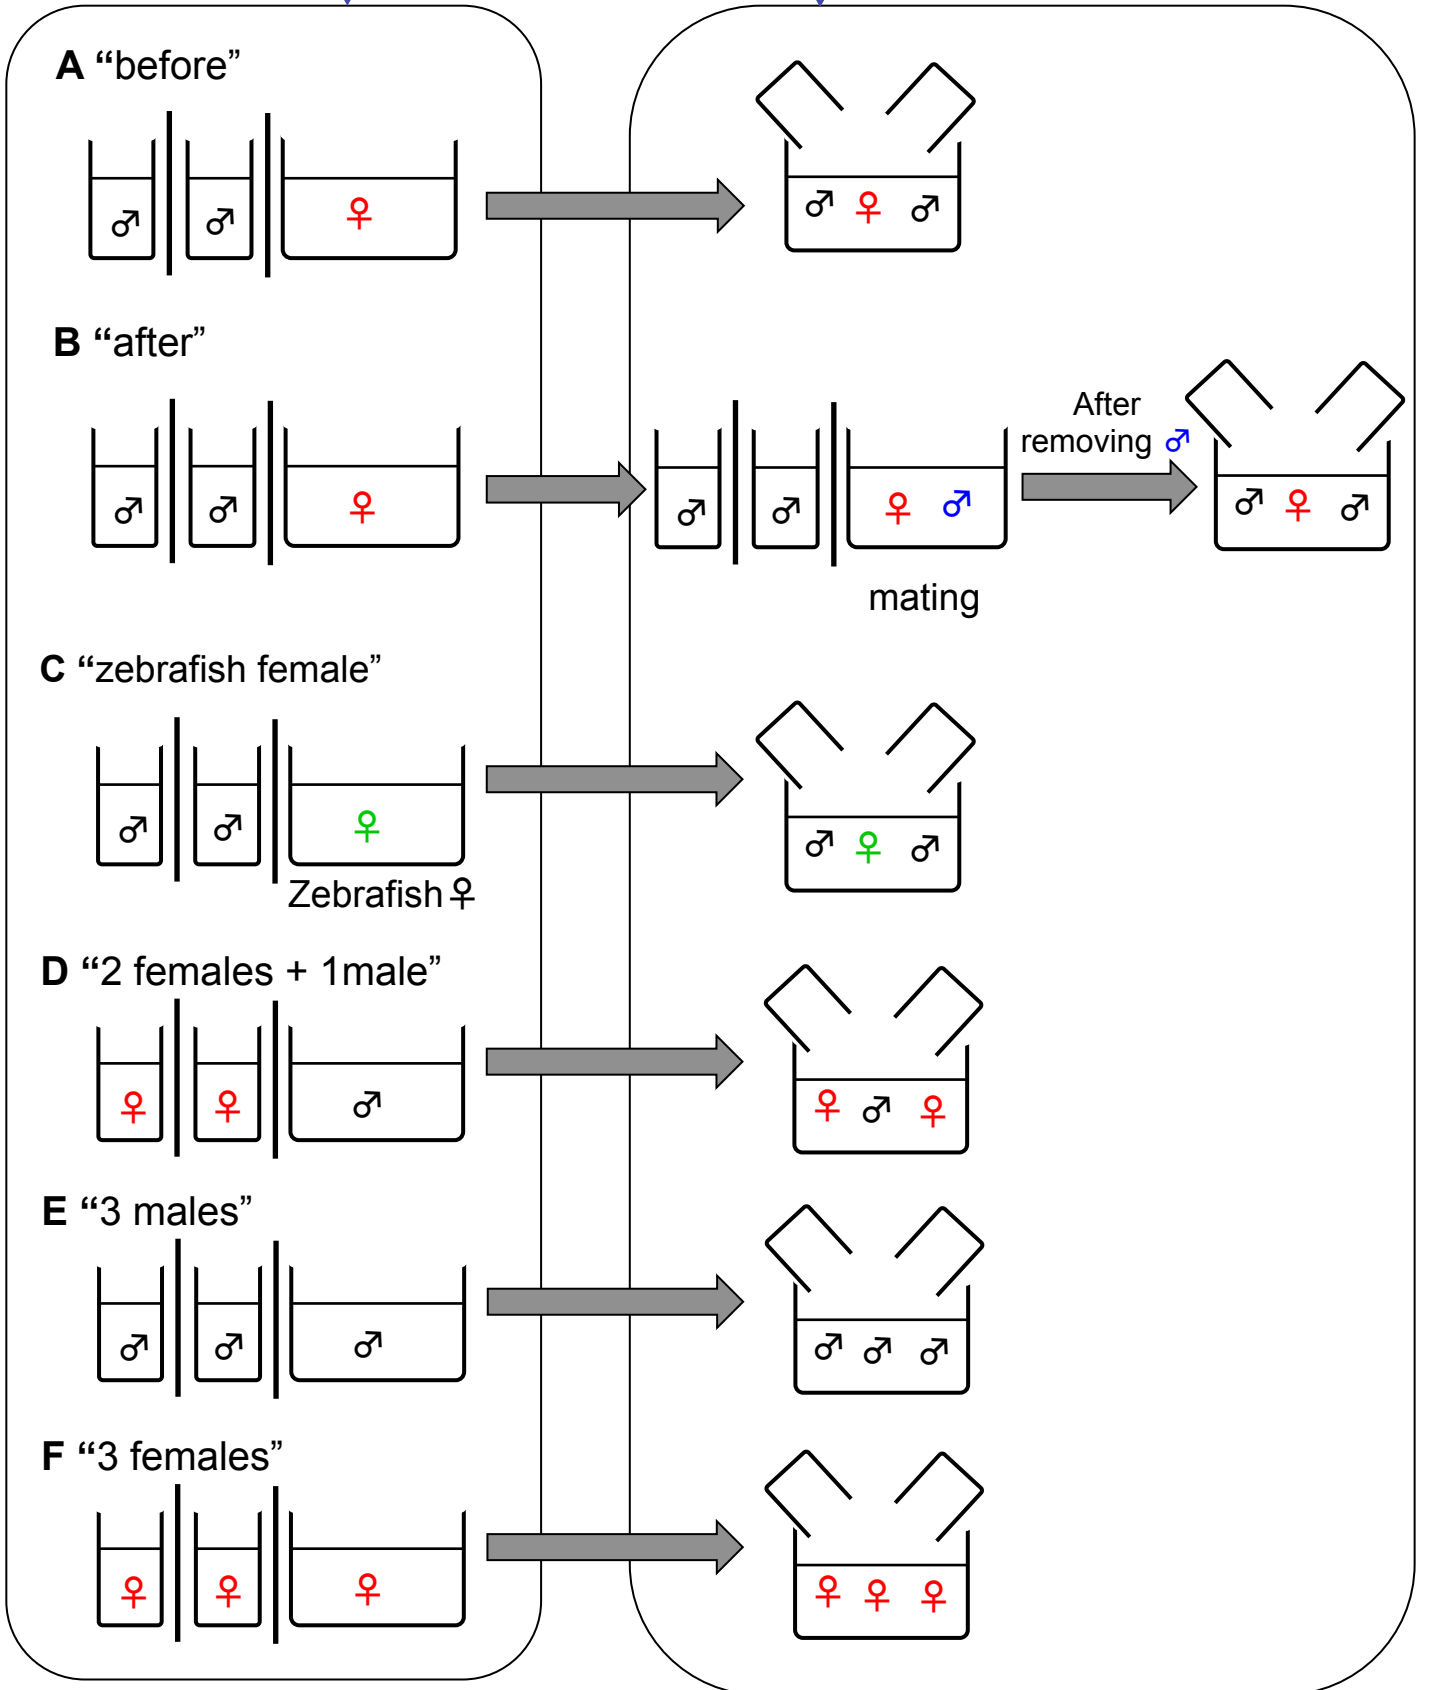 A “before”
B “after”
After
removing ♂
mating
C “zebrafish female”
Zebrafish♀
D “2 females + 1male”
E “3 males”
F “3 females”